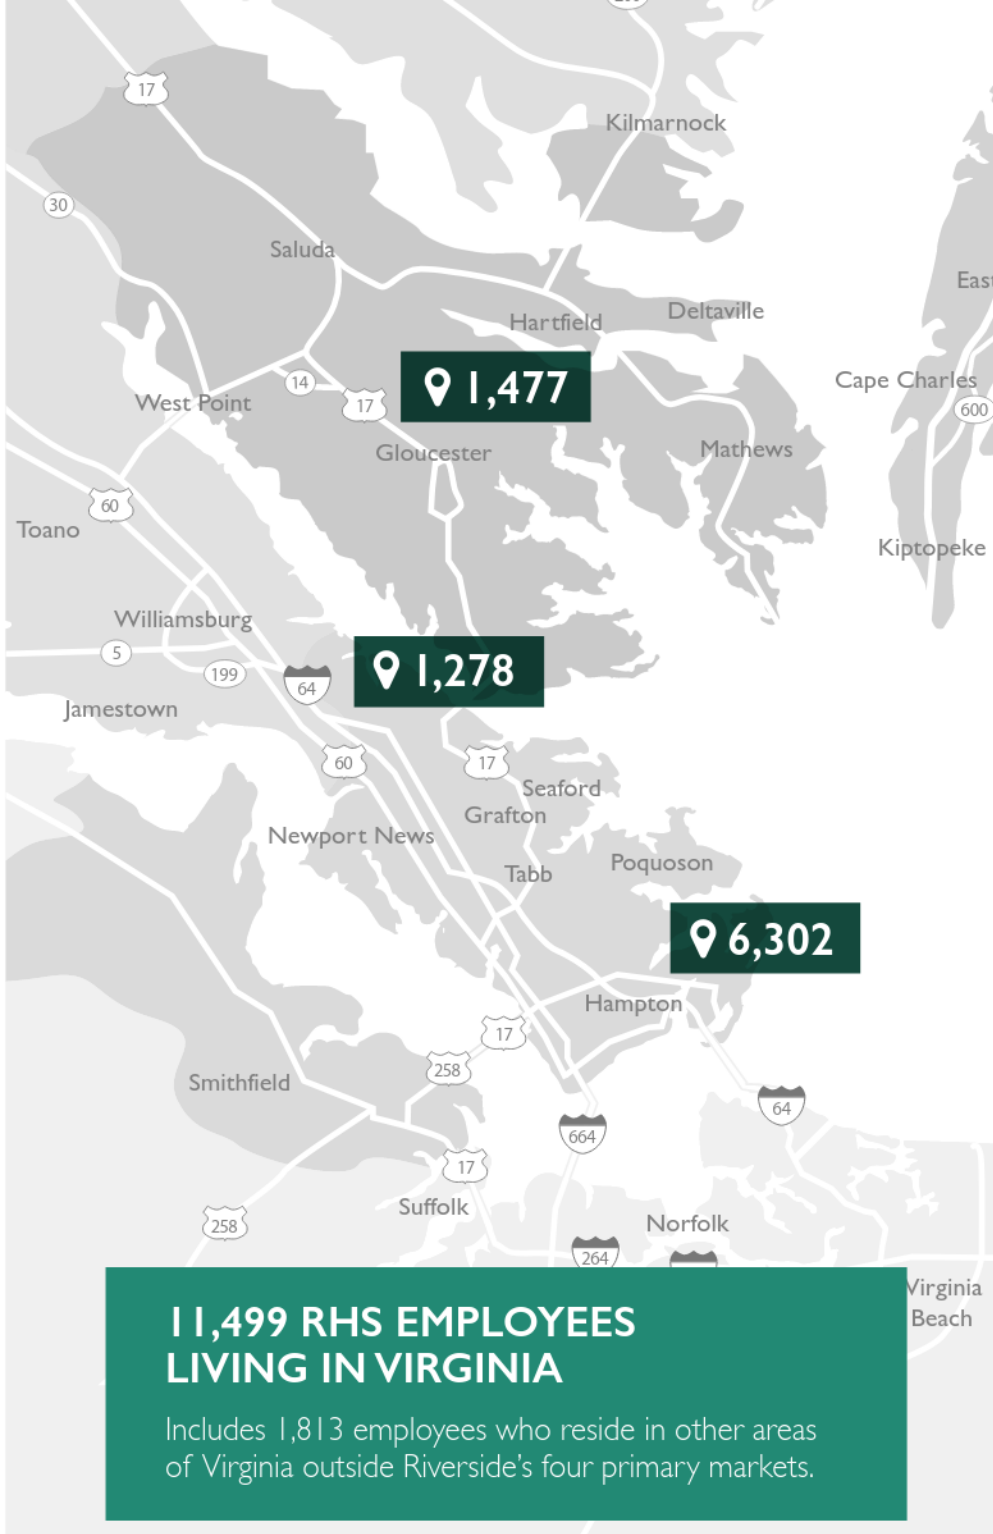 17
Kilmarnock
30
Saluda
Deltaville
Hartfield
East
1,477
14
17
Cape Charles
600
West Point
Gloucester
Mathews
60
Toano
Kiptopeke
Williamsburg
5
199
64
1,278
Jamestown
60
17
Seaford
Grafton
Newport News
Tabb
Poquoson
6,302
Hampton
17
258
Smithfield
64
664
17
Suffolk
258
Norfolk
264
Virginia
Beach
11,499 RHS EMPLOYEES
LIVING IN VIRGINIA
Includes 1,813 employees who reside in other areas
of Virginia outside Riverside's four primary markets.